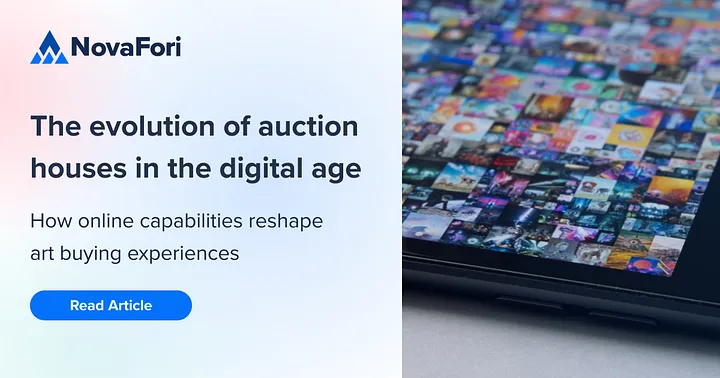 NovaFori
The evolution of auction
houses in the digital age
How online capabilities reshape
art buying experiences
Read Article